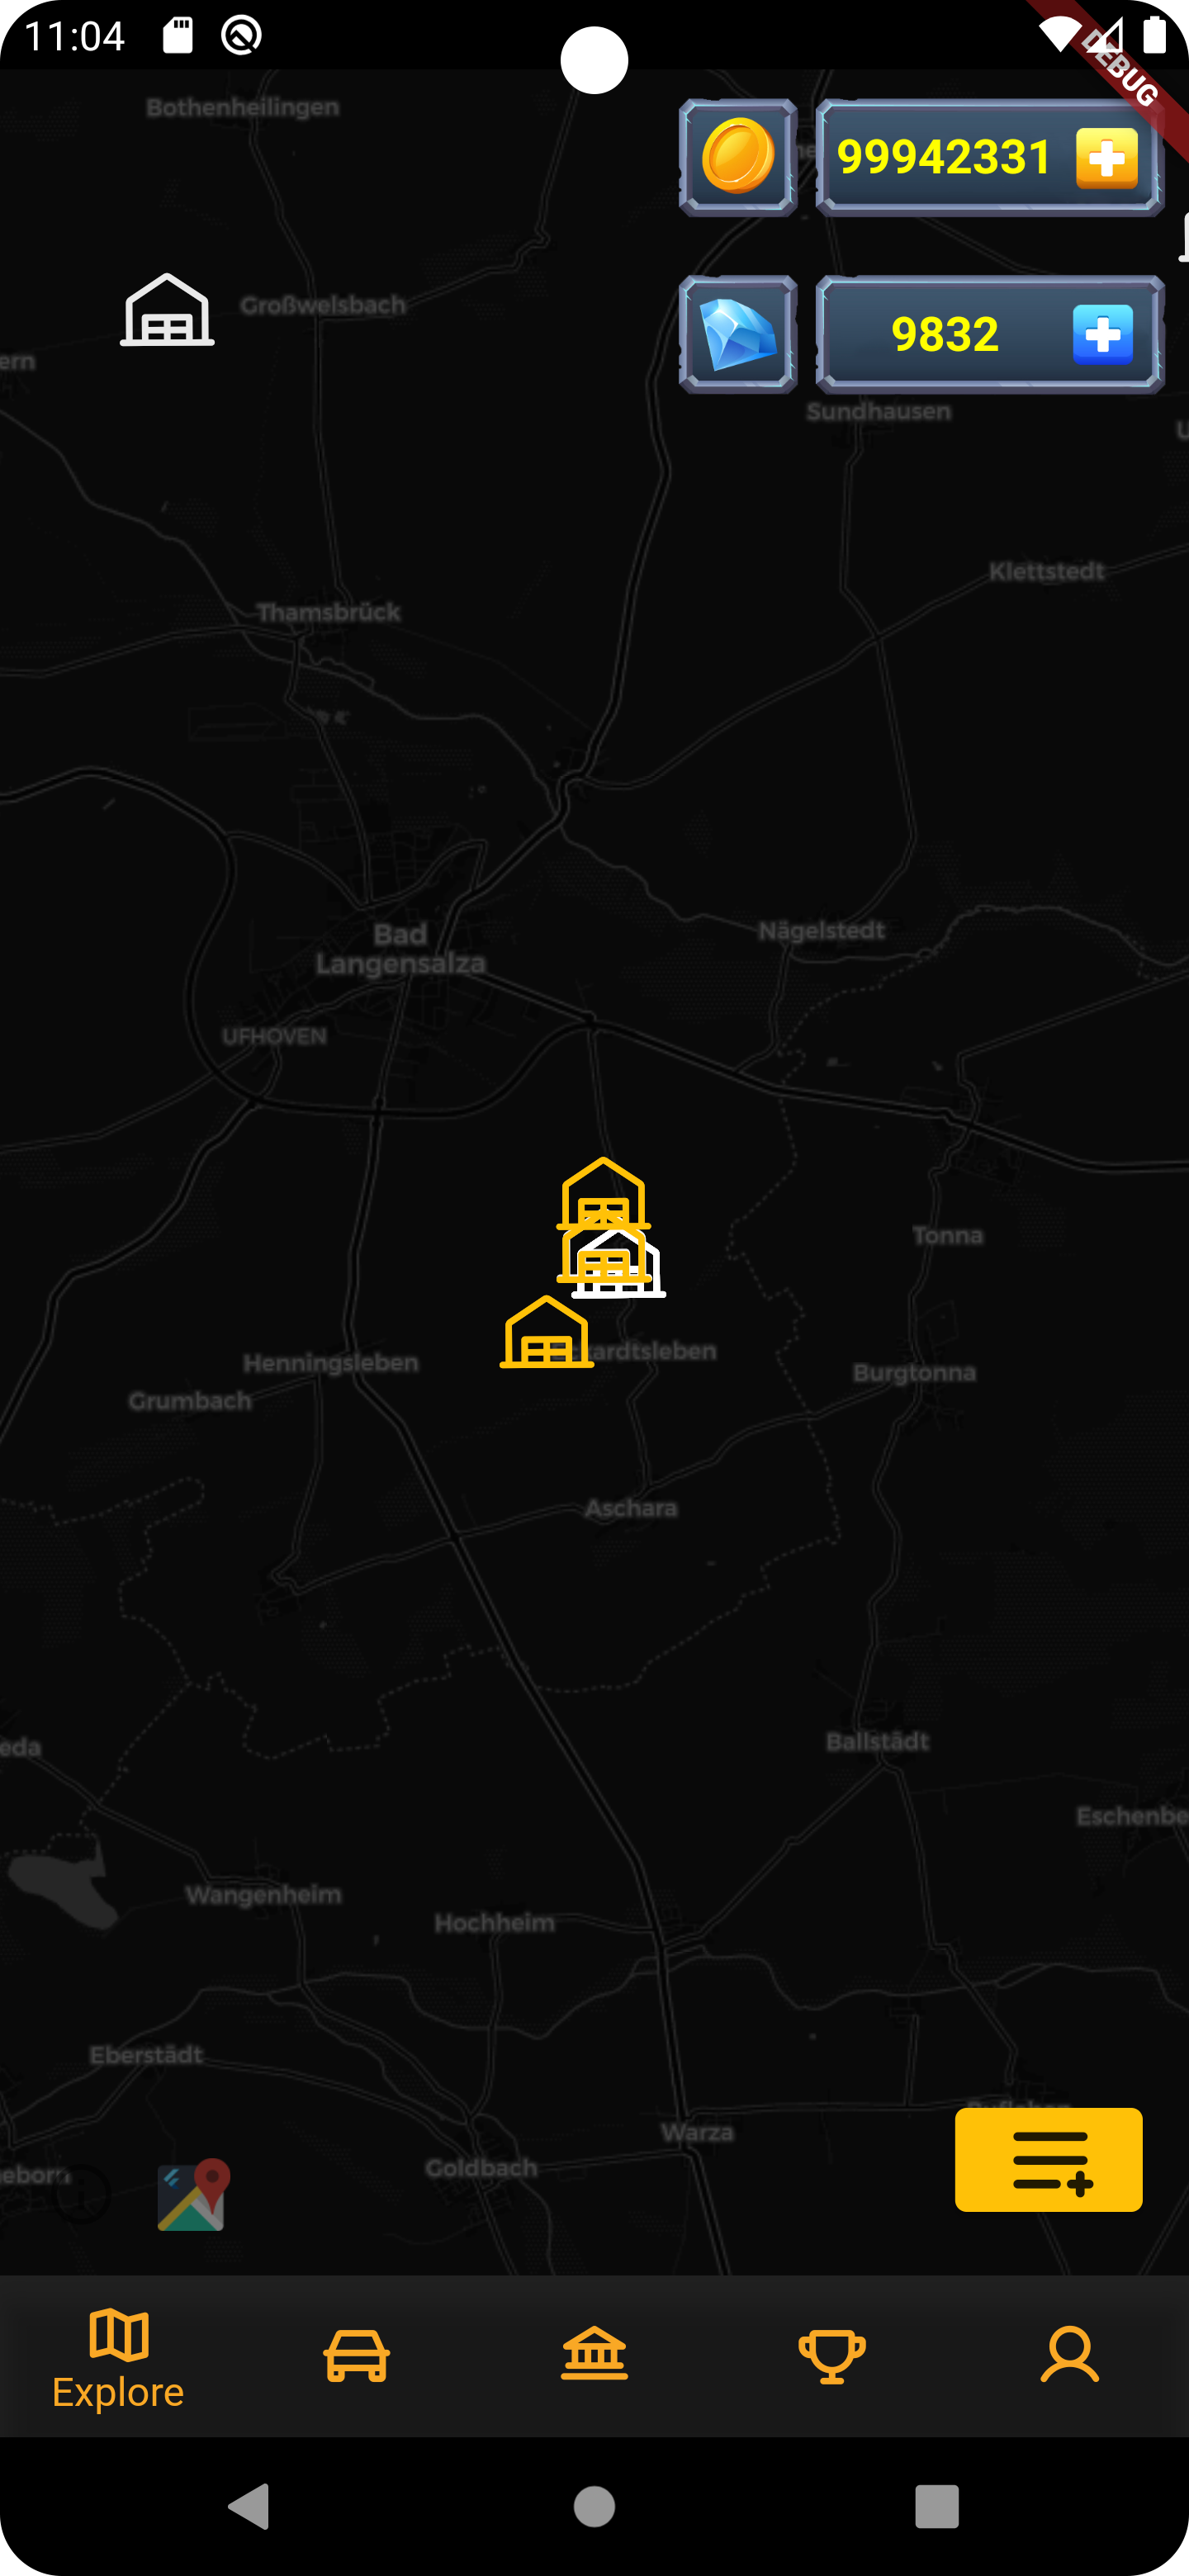 11:04
DEBUG
Bothenheilingen
99942331
Großwelsbach
ern
9832
Sundhausen
U
Klettstedt
Thamsbrück
Bad
Langensalza
Nägelstedt
UFHOVEN
Tonna
kardtsleben
Henningsleben
Burgtonna
Grumbach
Aschara
eda
Ballstädt
Eschenbe
Wangenheim
Hochheim
Eberstädt
Warza
Goldbach
eborn
Explore